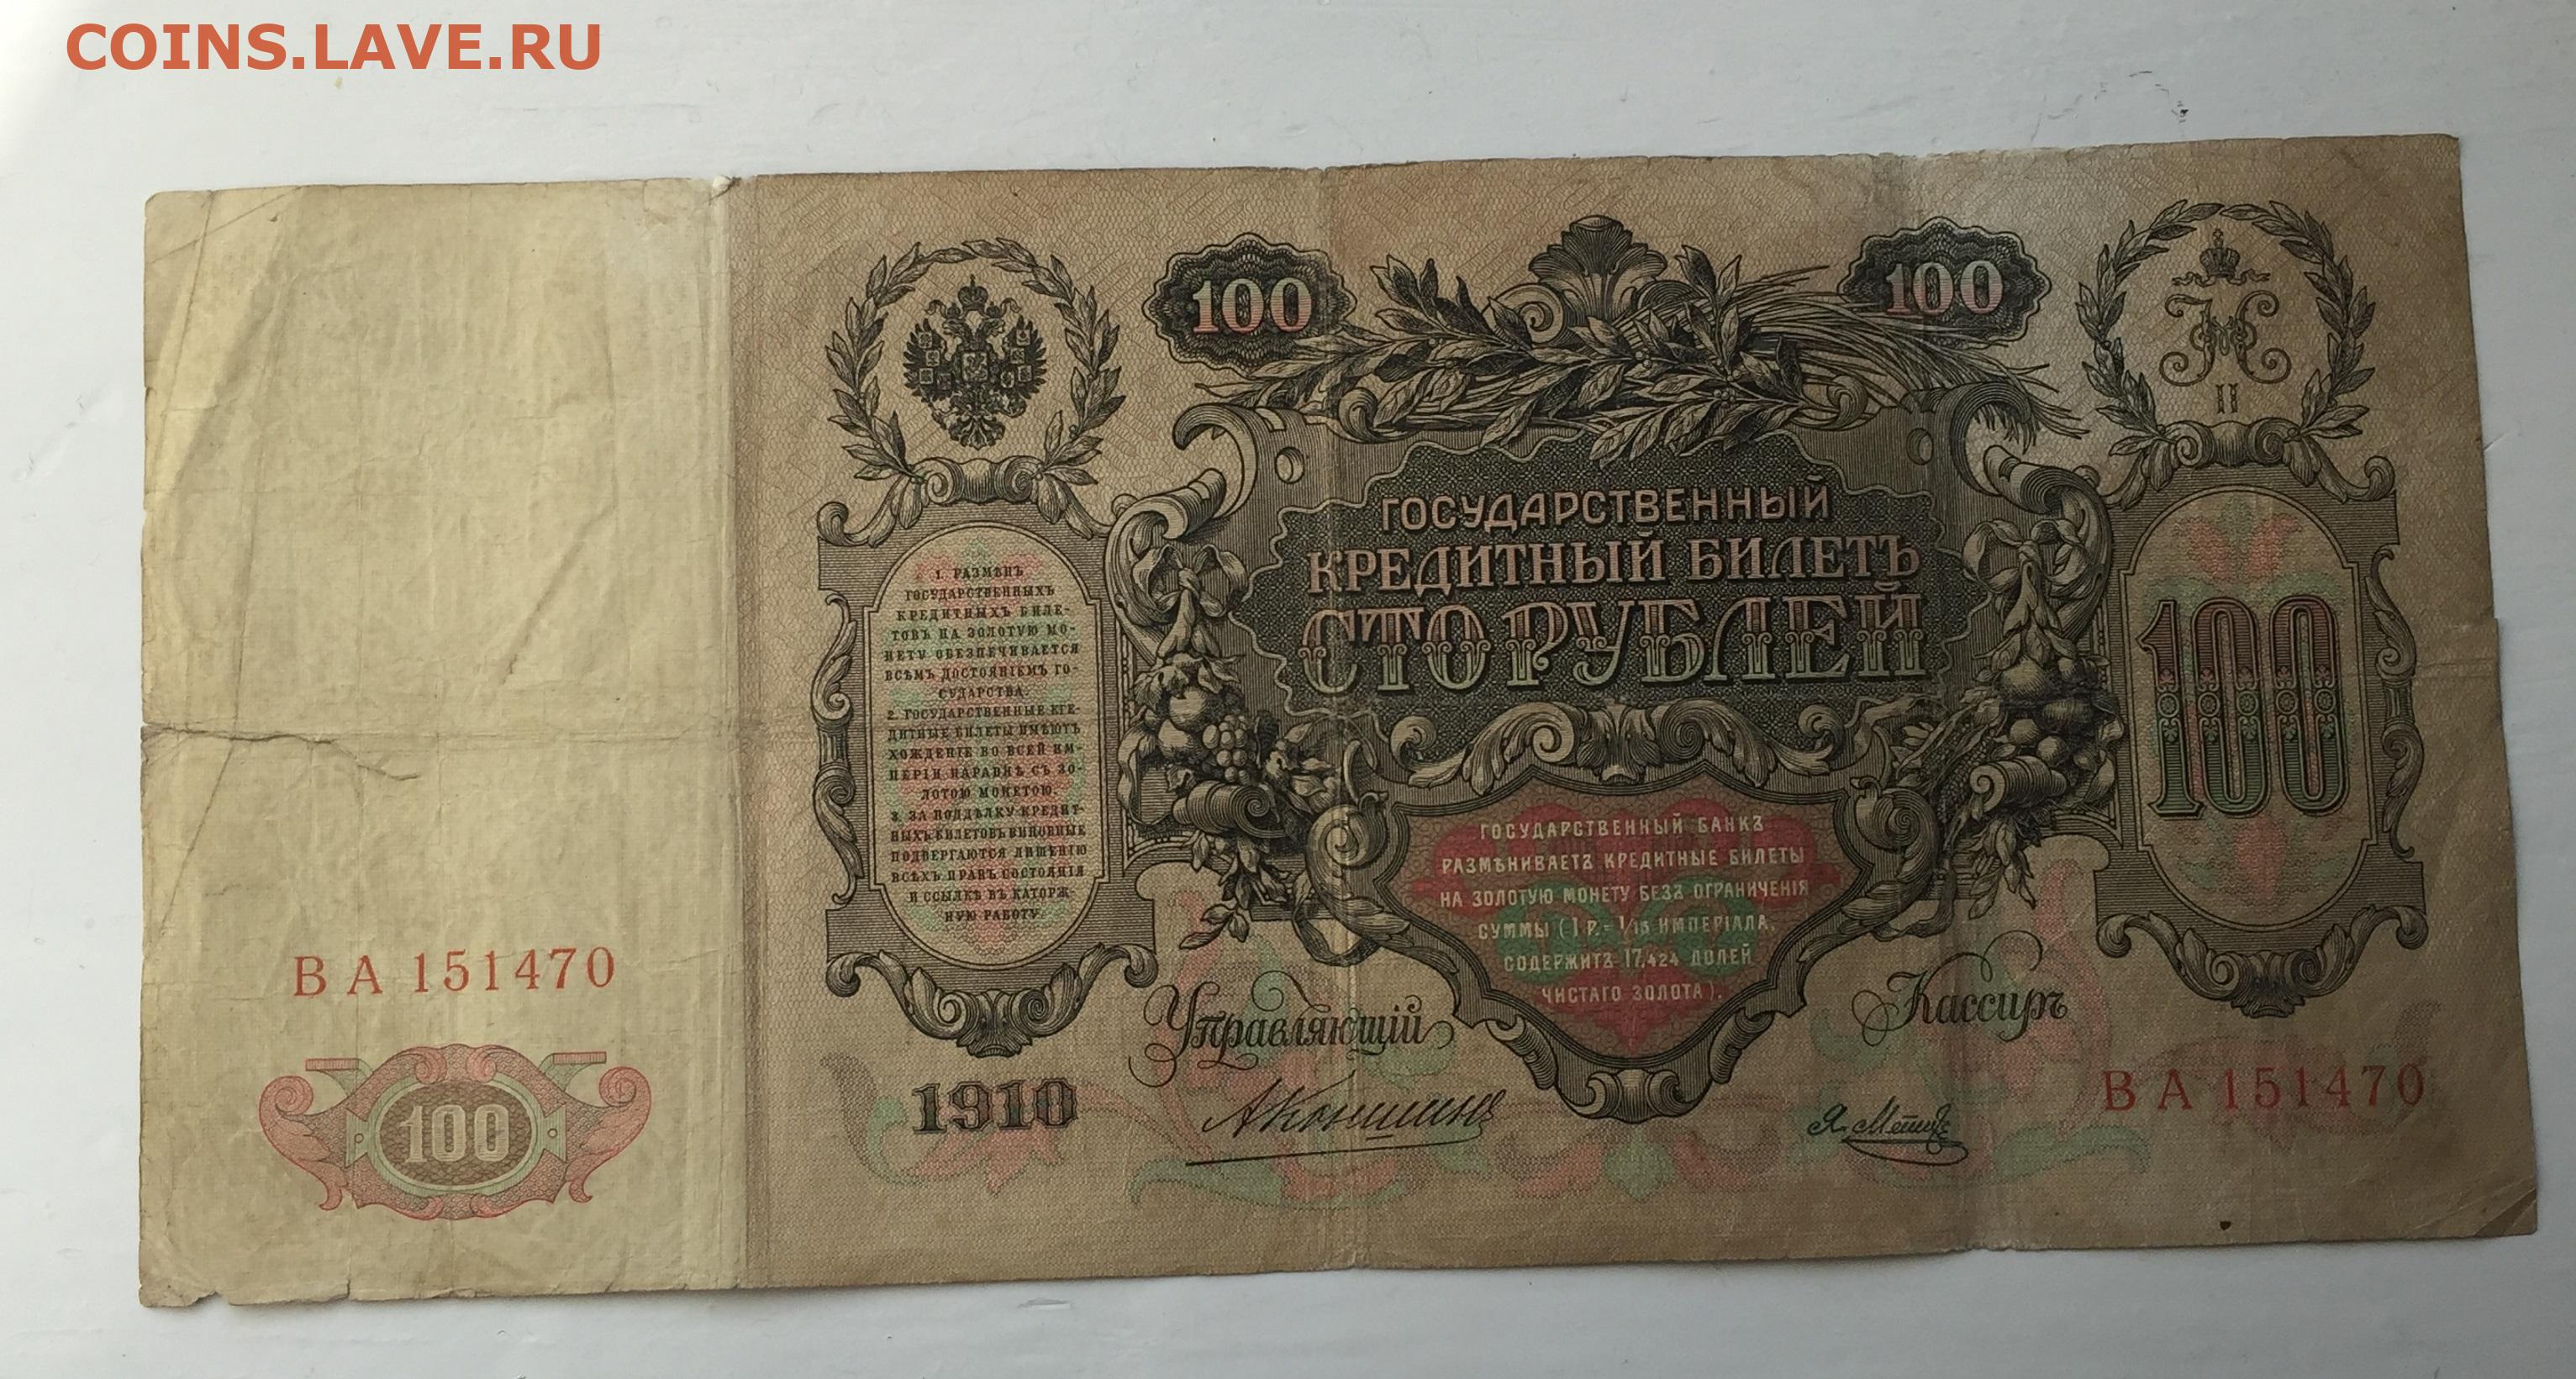 COINS.LAVE.RU
100
100
Н
II
ГОСУДАРСТВЕННЫЙ
КРЕДИТНЫЙ БИЛЕТЪ
СТО РУБЛЕЙ
1. РАЗМѢНЪ
ГОСУДАРСТВЕННЫХЪ
КРЕДИТНЫХЪ БИЛЕ-
ТОВЪ НА ЗОЛОТУЮ МО-
НЕТУ ОБЕЗПЕЧИВАЕТСЯ
ВСѢМЪ ДОСТОЯНІЕМЪ ГО-
СУДАРСТВА.
2. ГОСУДАРСТВЕННЫЕ КРЕ-
ДИТНЫЕ БИЛЕТЫ ИМѢЮТЪ
ХОЖДЕНІЕ ВО ВСЕЙ ИМ-
ПЕРІИ НАРАВНѢ СЪ ЗО-
ЛОТОЮ МОНЕТОЮ.
3. ЗА ПОДДѢЛКУ КРЕДИТ-
НЫХЪ БИЛЕТОВЪ ВИНОВНЫЕ
ПОДВЕРГАЮТСЯ ЛИШЕНІЮ
ВСѢХЪ ПРАВЪ СОСТОЯНІЯ
И ССЫЛКѢ ВЪ КАТОРЖ-
НУЮ РАБОТУ.
100
ГОСУДАРСТВЕННЫЙ БАНКЪ
РАЗМѢНИВАЕТЪ КРЕДИТНЫЕ БИЛЕТЫ
НА ЗОЛОТУЮ МОНЕТУ БЕЗЪ ОГРАНИЧЕНІЯ
СУММЫ (1 Р.= 1/15 ИМПЕРІАЛА,
СОДЕРЖИТЪ 17,424 ДОЛЕЙ
ЧИСТАГО ЗОЛОТА).
ВА 151470
100
Управляющій
Кассиръ
1910
АКоншинъ
Я. Метцъ
ВА 151470